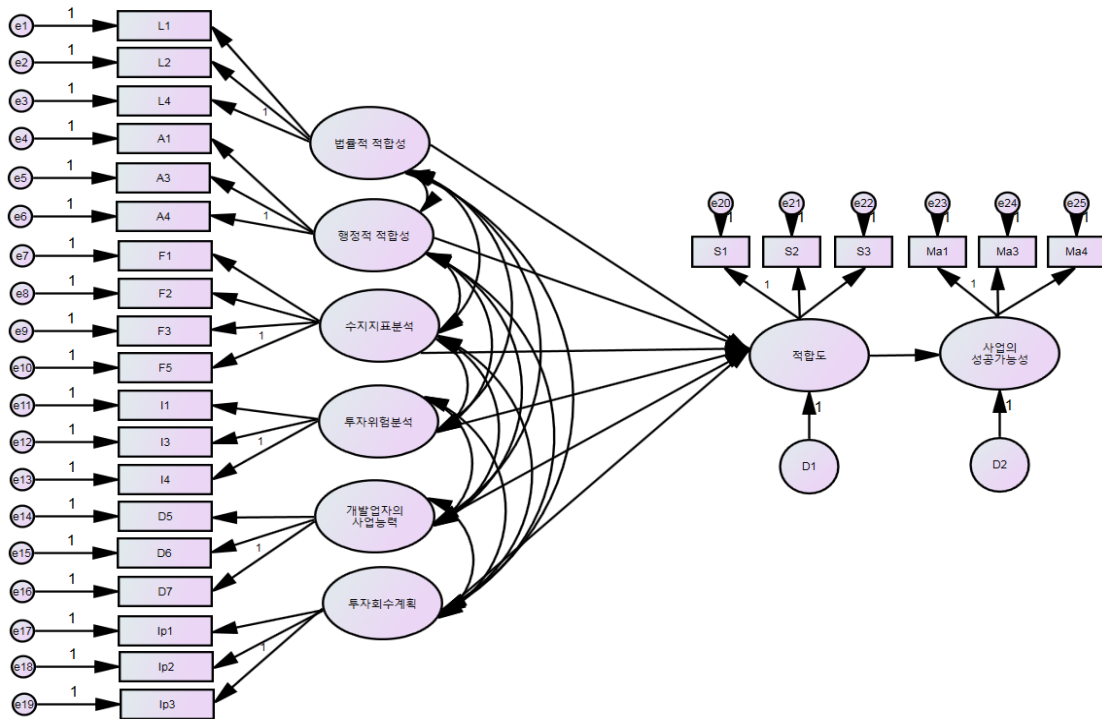 e1 1 L1
e2 1 L2
e3 1 L4
1
e4 1 A1
법률적 적합성
e5 1 A3
e6 1 A4
1
행정적 적합성
e7 1 F1
e8 1 F2
e9 1 F3
1
수지지표분석
e10 1 F5
e11 1 I1
e12 1 I3
1
투자위험분석
e13 1 I4
e14 1 D5
개발업자의
사업능력
e15 1 D6
1
e16 1 D7
투자회수계획
e17 1 Ip1
1
e18 1 Ip2
e19 1 Ip3
e20 e21 e22 e23 e24 e25
1 1 1 1 1 1
S1 S2 S3 Ma1 Ma3 Ma4
1 1
적합도
사업의
성공가능성
1 1
D1 D2